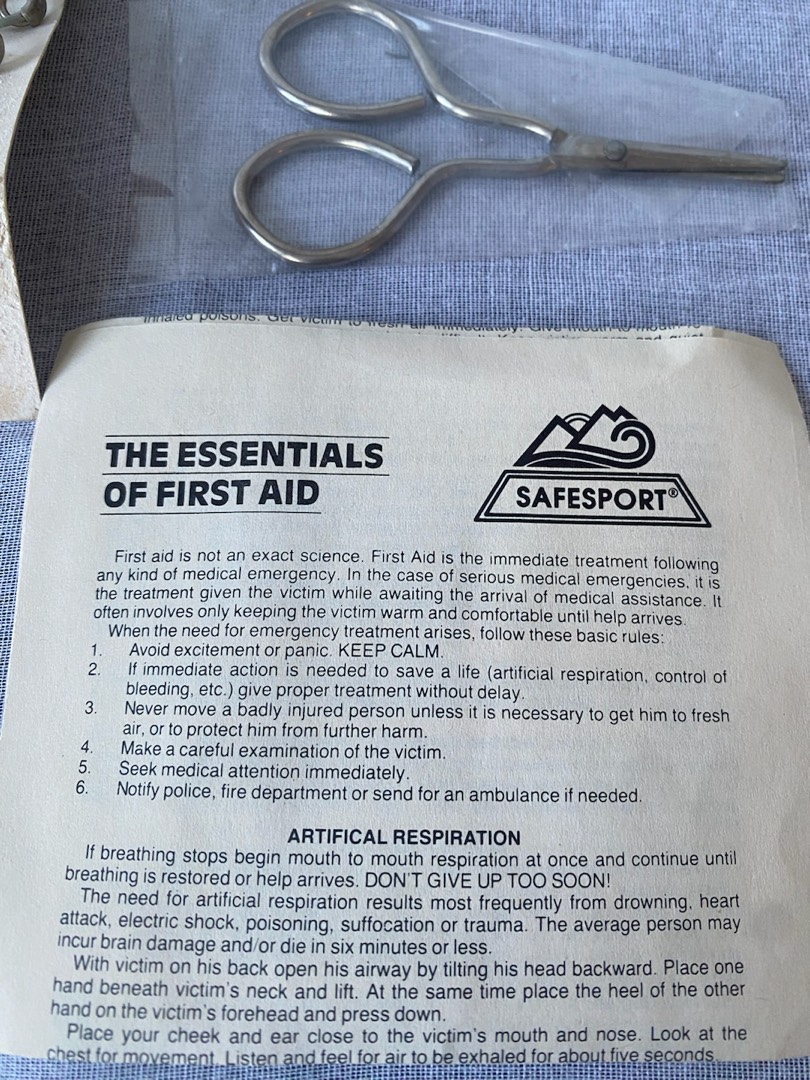 Inhaled poisons. Get victim to fresh air immediately. Give mouth to mouth
and quiet
THE ESSENTIALS
OF FIRST AID
SAFESPORT®
First aid is not an exact science. First Aid is the immediate treatment following
any kind of medical emergency. In the case of serious medical emergencies, it is
the treatment given the victim while awaiting the arrival of medical assistance. It
often involves only keeping the victim warm and comfortable until help arrives.
When the need for emergency treatment arises, follow these basic rules:
1. Avoid excitement or panic. KEEP CALM.
2. If immediate action is needed to save a life (artificial respiration, control of
bleeding, etc.) give proper treatment without delay.
3. Never move a badly injured person unless it is necessary to get him to fresh
air, or to protect him from further harm.
4. Make a careful examination of the victim.
5. Seek medical attention immediately.
6. Notify police, fire department or send for an ambulance if needed.
ARTIFICAL RESPIRATION
If breathing stops begin mouth to mouth respiration at once and continue until
breathing is restored or help arrives. DON'T GIVE UP TOO SOON!
The need for artificial respiration results most frequently from drowning, heart
attack, electric shock, poisoning, suffocation or trauma. The average person may
incur brain damage and/or die in six minutes or less.
With victim on his back open his airway by tilting his head backward. Place one
hand beneath victim's neck and lift. At the same time place the heel of the other
hand on the victim's forehead and press down.
Place your cheek and ear close to the victim's mouth and nose. Look at the
chest for movement. Listen and feel for air to be exhaled for about five seconds.